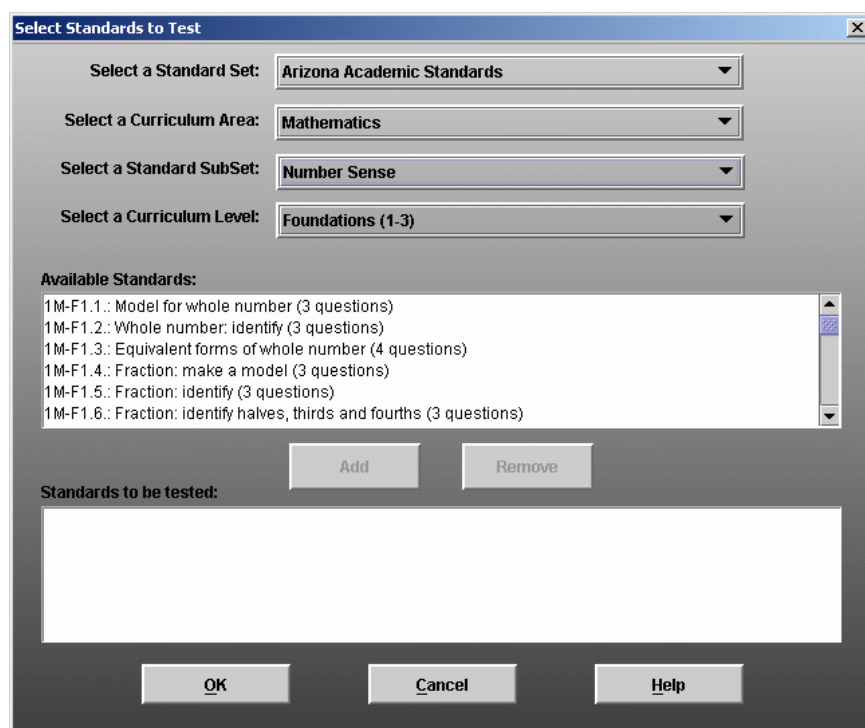 Select Standards to Test
Select a Standard Set: Arizona Academic Standards
Select a Curriculum Area: Mathematics
Select a Standard SubSet: Number Sense
Select a Curriculum Level: Foundations (1-3)
Available Standards:
1M-F1.1.: Model for whole number (3 questions)
1M-F1.2.: Whole number: identify (3 questions)
1M-F1.3.: Equivalent forms of whole number (4 questions)
1M-F1.4.: Fraction: make a model (3 questions)
1M-F1.5.: Fraction: identify (3 questions)
1M-F1.6.: Fraction: identify halves, thirds and fourths (3 questions)
Add Remove
Standards to be tested:
OK Cancel Help